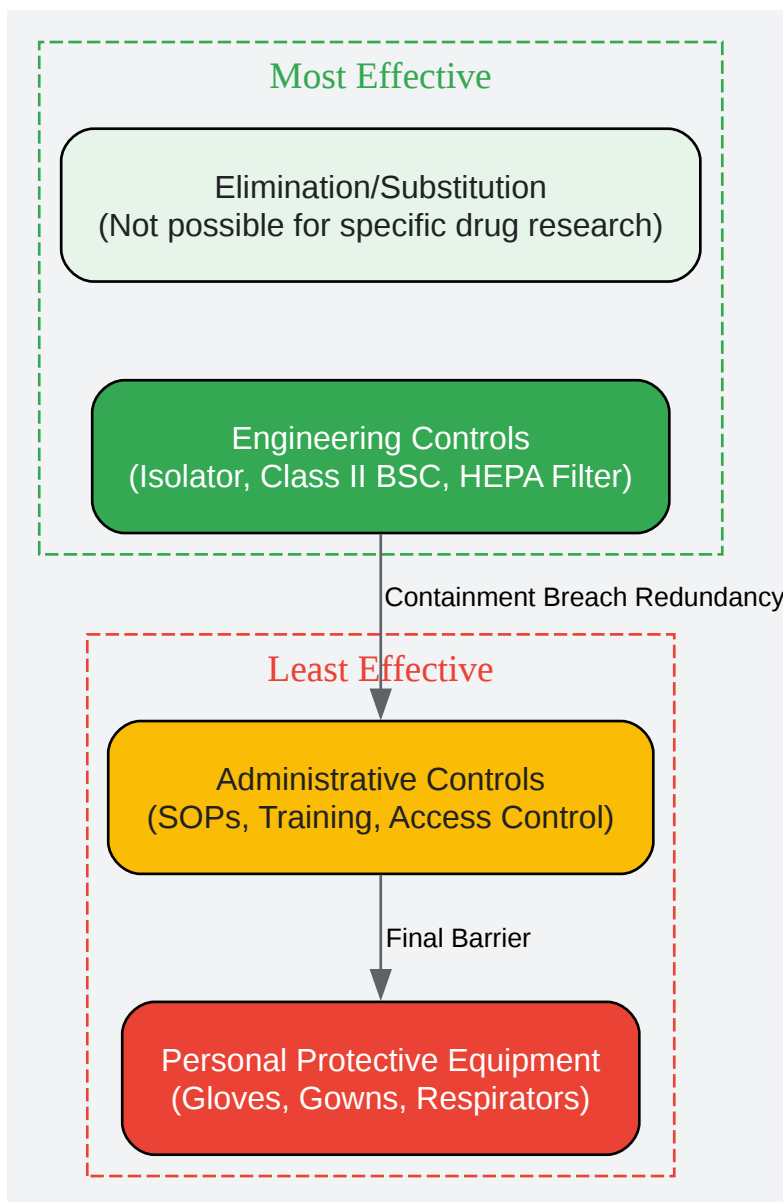 Most Effective
Elimination/Substitution
(Not possible for specific drug research)
Engineering Controls
(Isolator, Class II BSC, HEPA Filter)
Containment Breach Redundancy
Least Effective
Administrative Controls
(SOPs, Training, Access Control)
Final Barrier
Personal Protective Equipment
(Gloves, Gowns, Respirators)